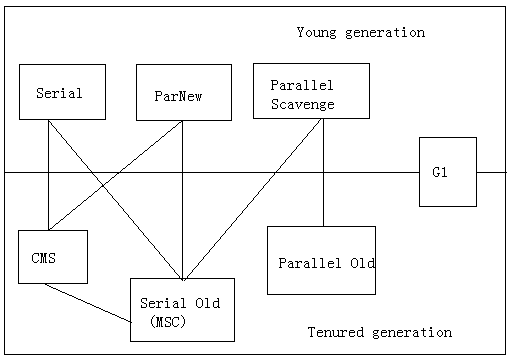 Young generation
Serial
ParNew
Parallel
Scavenge
G1
CMS
Parallel Old
Serial Old
(MSC)
Tenured generation